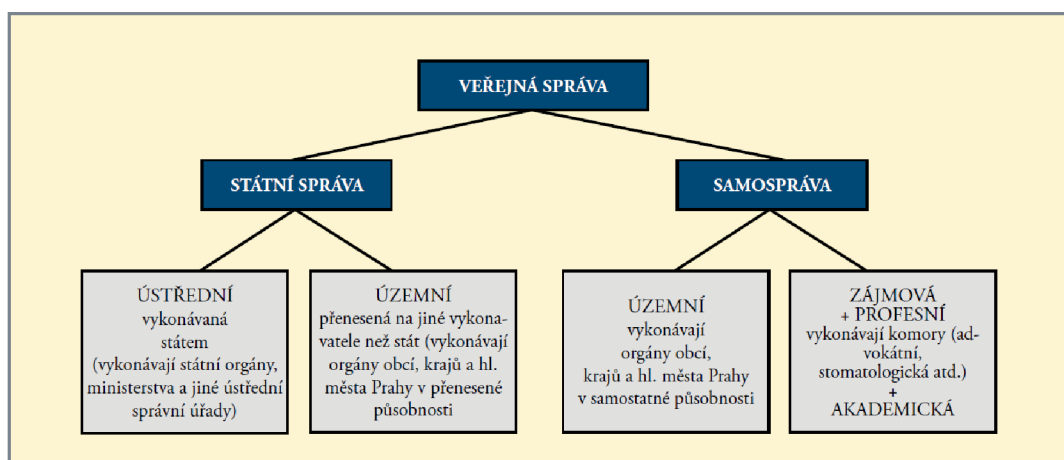 VEŘEJNÁ SPRÁVA
STÁTNÍ SPRÁVA
SAMOSPRÁVA
ÚSTŘEDNÍ
vykonávaná
státem
(vykonávají státní orgány,
ministerstva a jiné ústřední
správní úřady)
ÚZEMNÍ
přenesená na jiné vykona-
vatele než stát (vykonávají
orgány obcí, krajů a hl.
města Prahy v přenesené
působnosti
ÚZEMNÍ
vykonávají
orgány obcí,
krajů a hl. města Prahy
v samostatné působnosti
ZÁJMOVÁ
+ PROFESNÍ
vykonávají komory (ad-
vokátní,
stomatologická atd.)
+
AKADEMICKÁ